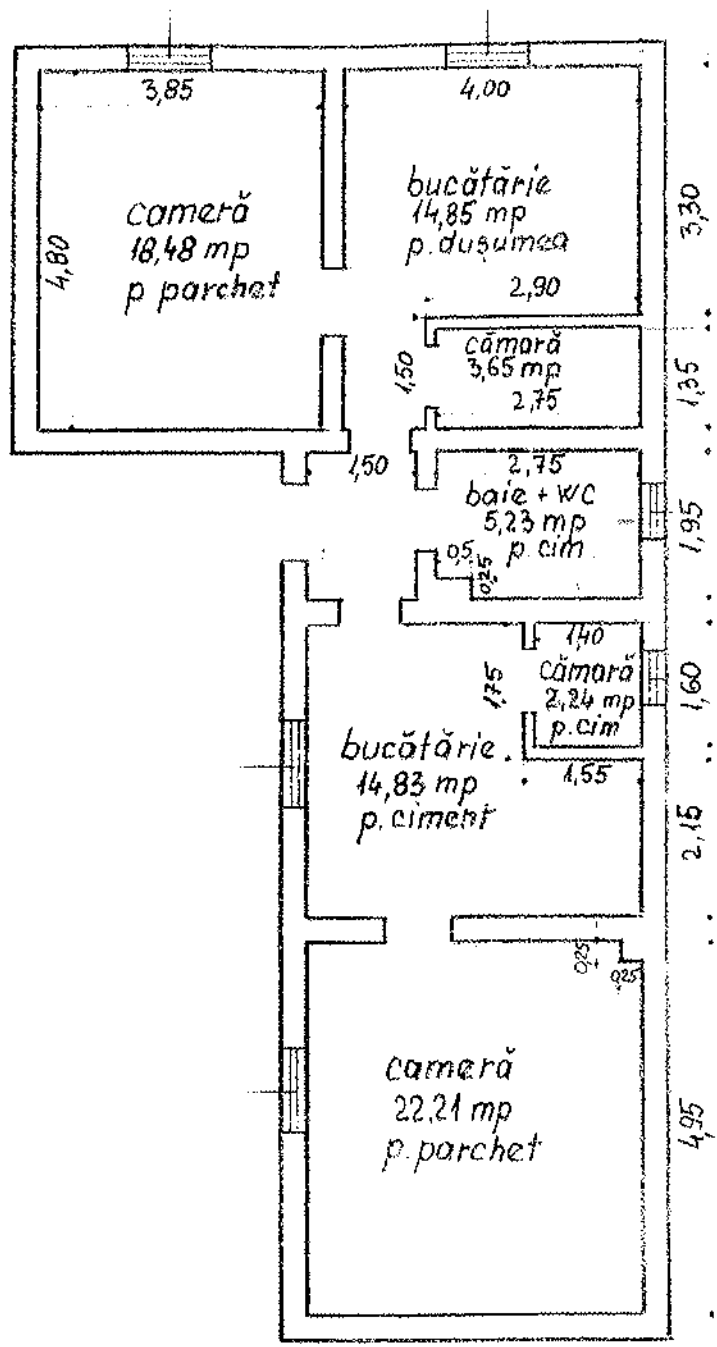 3,85
4,00
cameră
18,48 mp
p parchet
4,80
bucătărie
14,85 mp
p. dușumea
2,90
3,30
cămară
3,65 mp
2,75
1,50
1,35
1,50
2,75
baie + WC
5,23 mp
p. cim
0,5
0,25
1,95
1,40
cămară
2,24 mp
p. cim
1,75
1,60
bucătărie
14,83 mp
p. ciment
1,55
2,15
0,25
0,25
cameră
22,21 mp
p. parchet
4,95